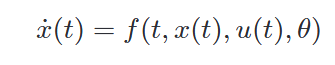 ẋ(t) = f(t, x(t), u(t), θ)